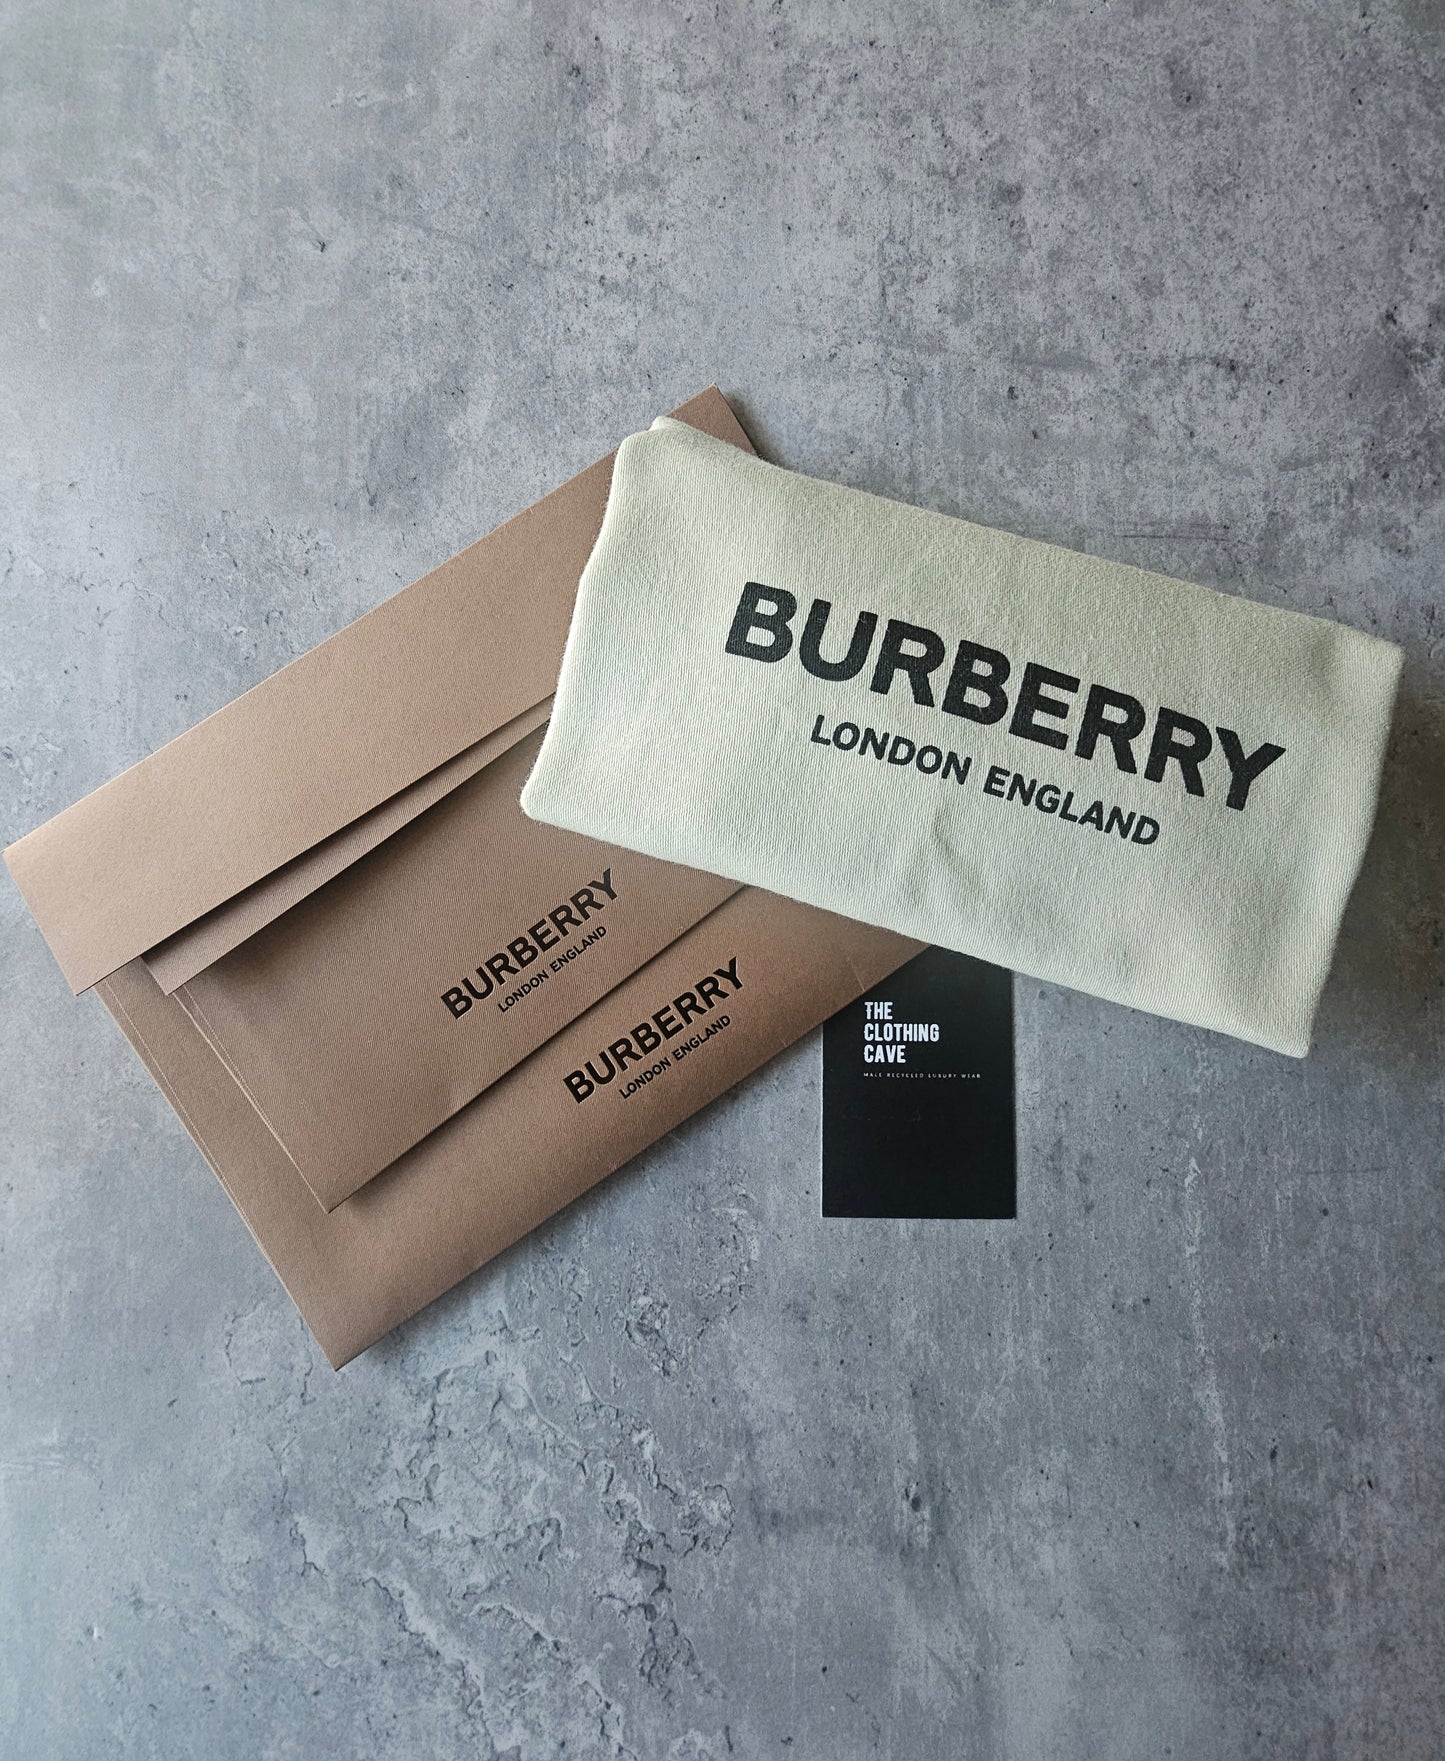 BURBERRY
LONDON ENGLAND
BURBERRY
LONDON ENGLAND
BURBERRY
LONDON ENGLAND
THE
CLOTHING
CAVE
MALE RECYCLED LUXURY WEAR